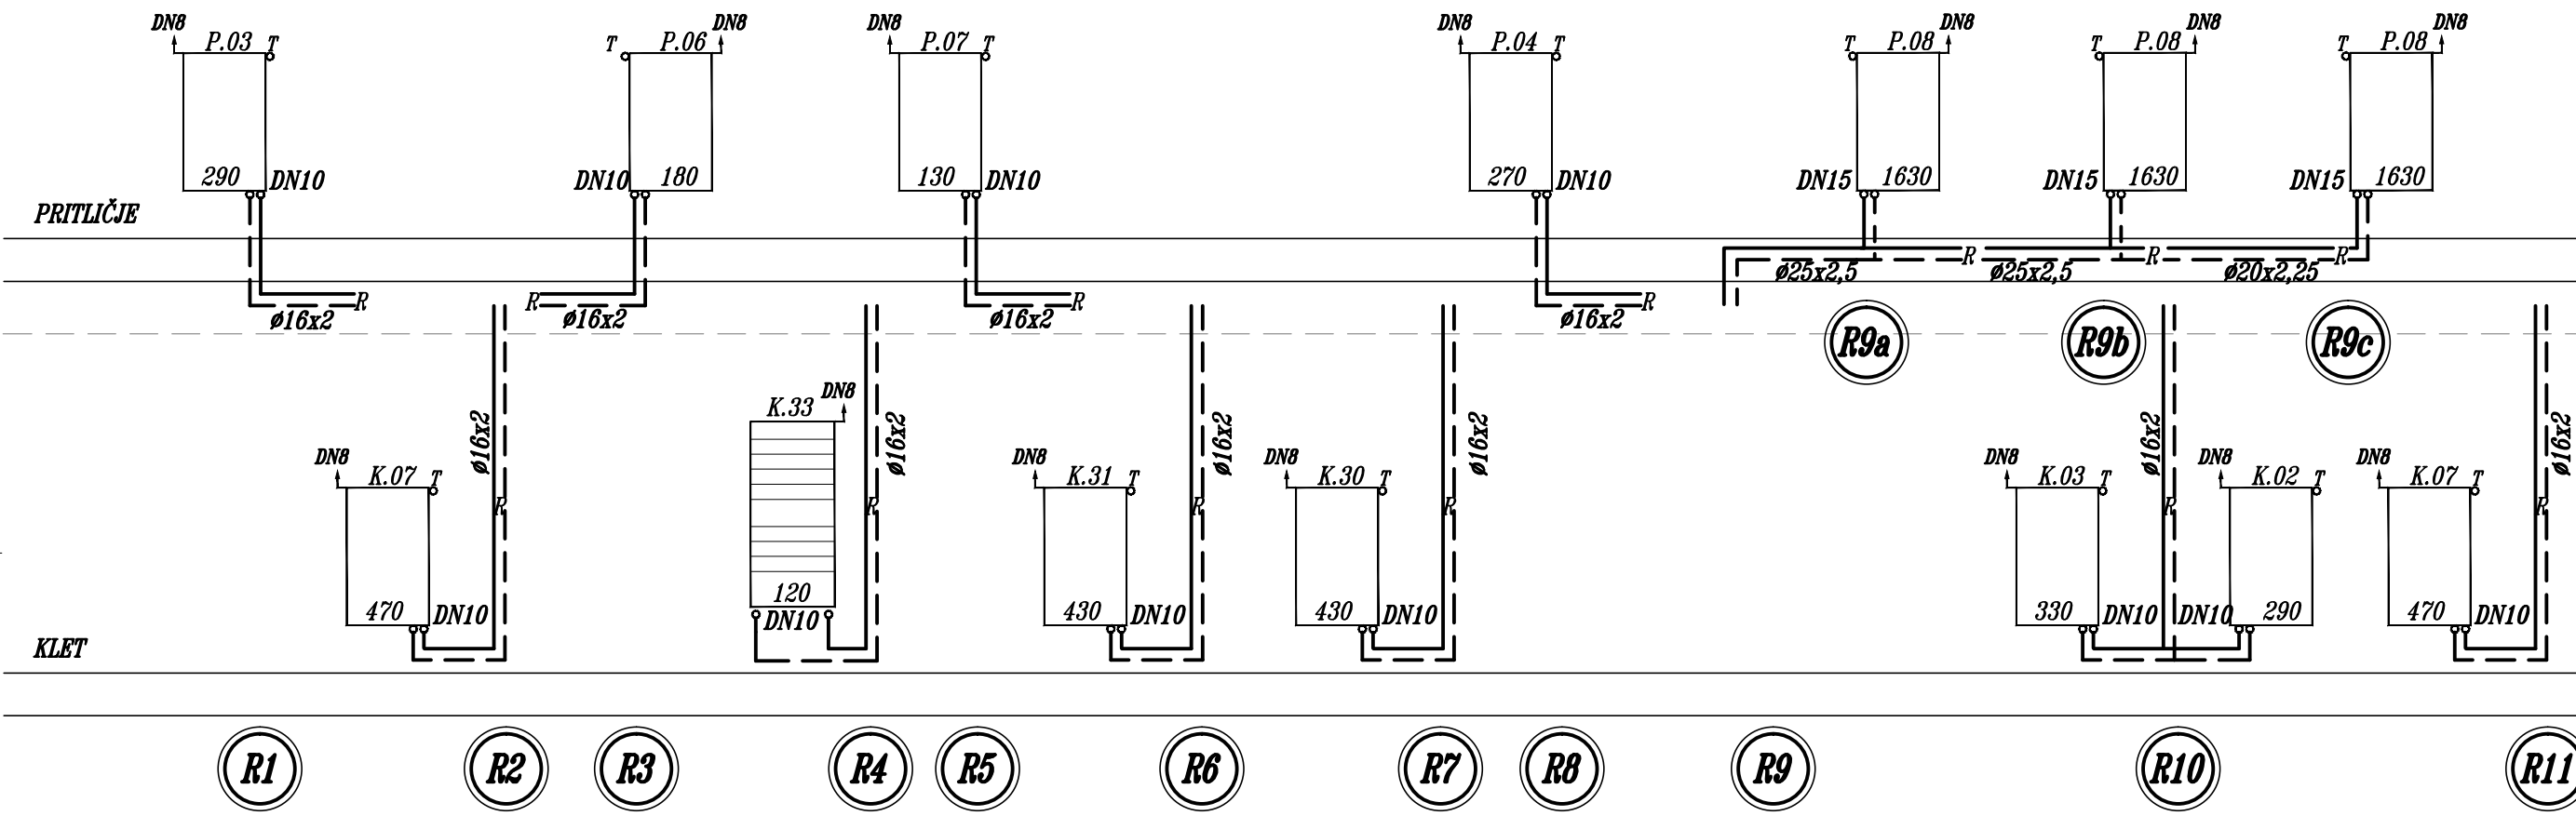 DN8 DN8 DN8 DN8 DN8 DN8 DN8
P.03 T T P.06 P.07 T P.04 T T P.08 T P.08 T P.08
290 DN10 DN10 180 130 DN10 270 DN10 DN15 1630 DN15 1630 DN15 1630
PRITLIČJE
R R R
ø25x2,5 ø25x2,5 ø20x2,25
R R R R
ø16x2 ø16x2 ø16x2 ø16x2
R9a R9b R9c
K.33 DN8
ø16x2 ø16x2 ø16x2 ø16x2 ø16x2 ø16x2
DN8 DN8 DN8 DN8 DN8 DN8
K.07 T K.31 T K.30 T K.03 T K.02 T K.07 T
R R R R R R
120
470 DN10 DN10 430 DN10 430 DN10 330 DN10 DN10 290 470 DN10
KLET
R1 R2 R3 R4 R5 R6 R7 R8 R9 R10 R11